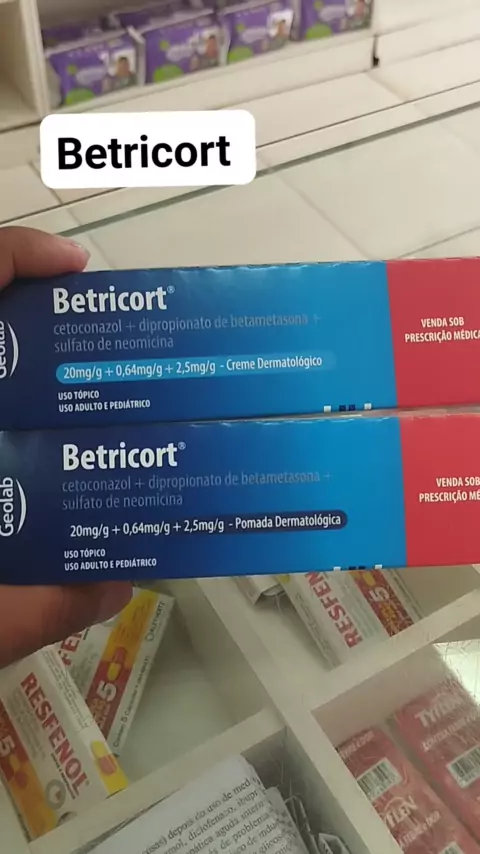 Betricort
Betricort®
cetoconazol + dipropionato de betametasona +
sulfato de neomicina
20mg/g + 0,64mg/g + 2,5mg/g - Creme Dermatológico
USO TÓPICO
USO ADULTO E PEDIÁTRICO
VENDA SOB
PRESCRIÇÃO MÉDICA
Geolab
Betricort®
cetoconazol + dipropionato de betametasona +
sulfato de neomicina
20mg/g + 0,64mg/g + 2,5mg/g - Pomada Dermatológica
USO TÓPICO
USO ADULTO E PEDIÁTRICO
VENDA SOB
PRESCRIÇÃO MÉ
Geolab
RESFENOL
RESFENOL